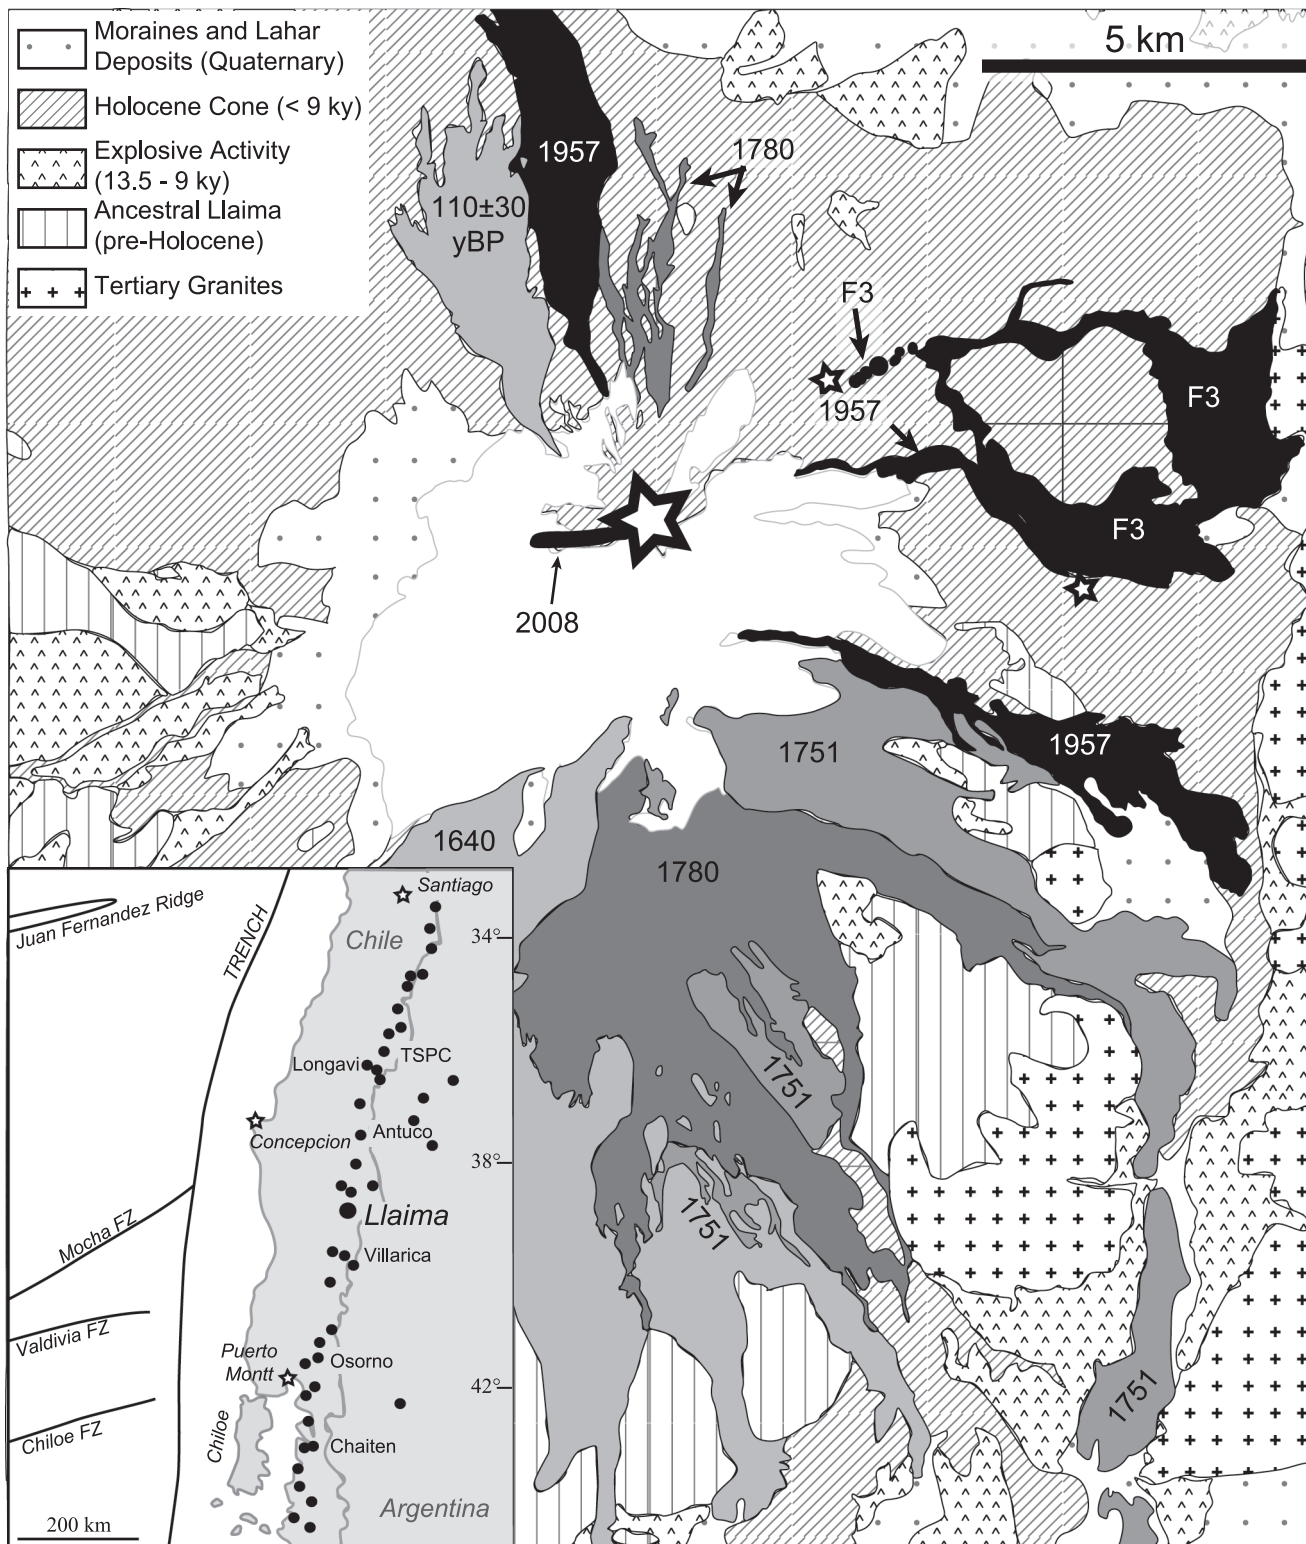 Moraines and Lahar
Deposits (Quaternary)
Holocene Cone (< 9 ky)
Explosive Activity
(13.5 - 9 ky)
Ancestral Llaima
(pre-Holocene)
Tertiary Granites
5 km
1957
1780
110±30
yBP
F3
1957
F3
F3
2008
1751
1957
1640
1780
1751
1751
1751
Juan Fernandez Ridge
TRENCH
Santiago
Chile
34°
Longavi
TSPC
Concepcion
Antuco
38°
Llaima
Mocha FZ
Villarica
Valdivia FZ
Puerto
Montt
Osorno
42°
Chiloe
Chiloe FZ
Chaiten
Argentina
200 km